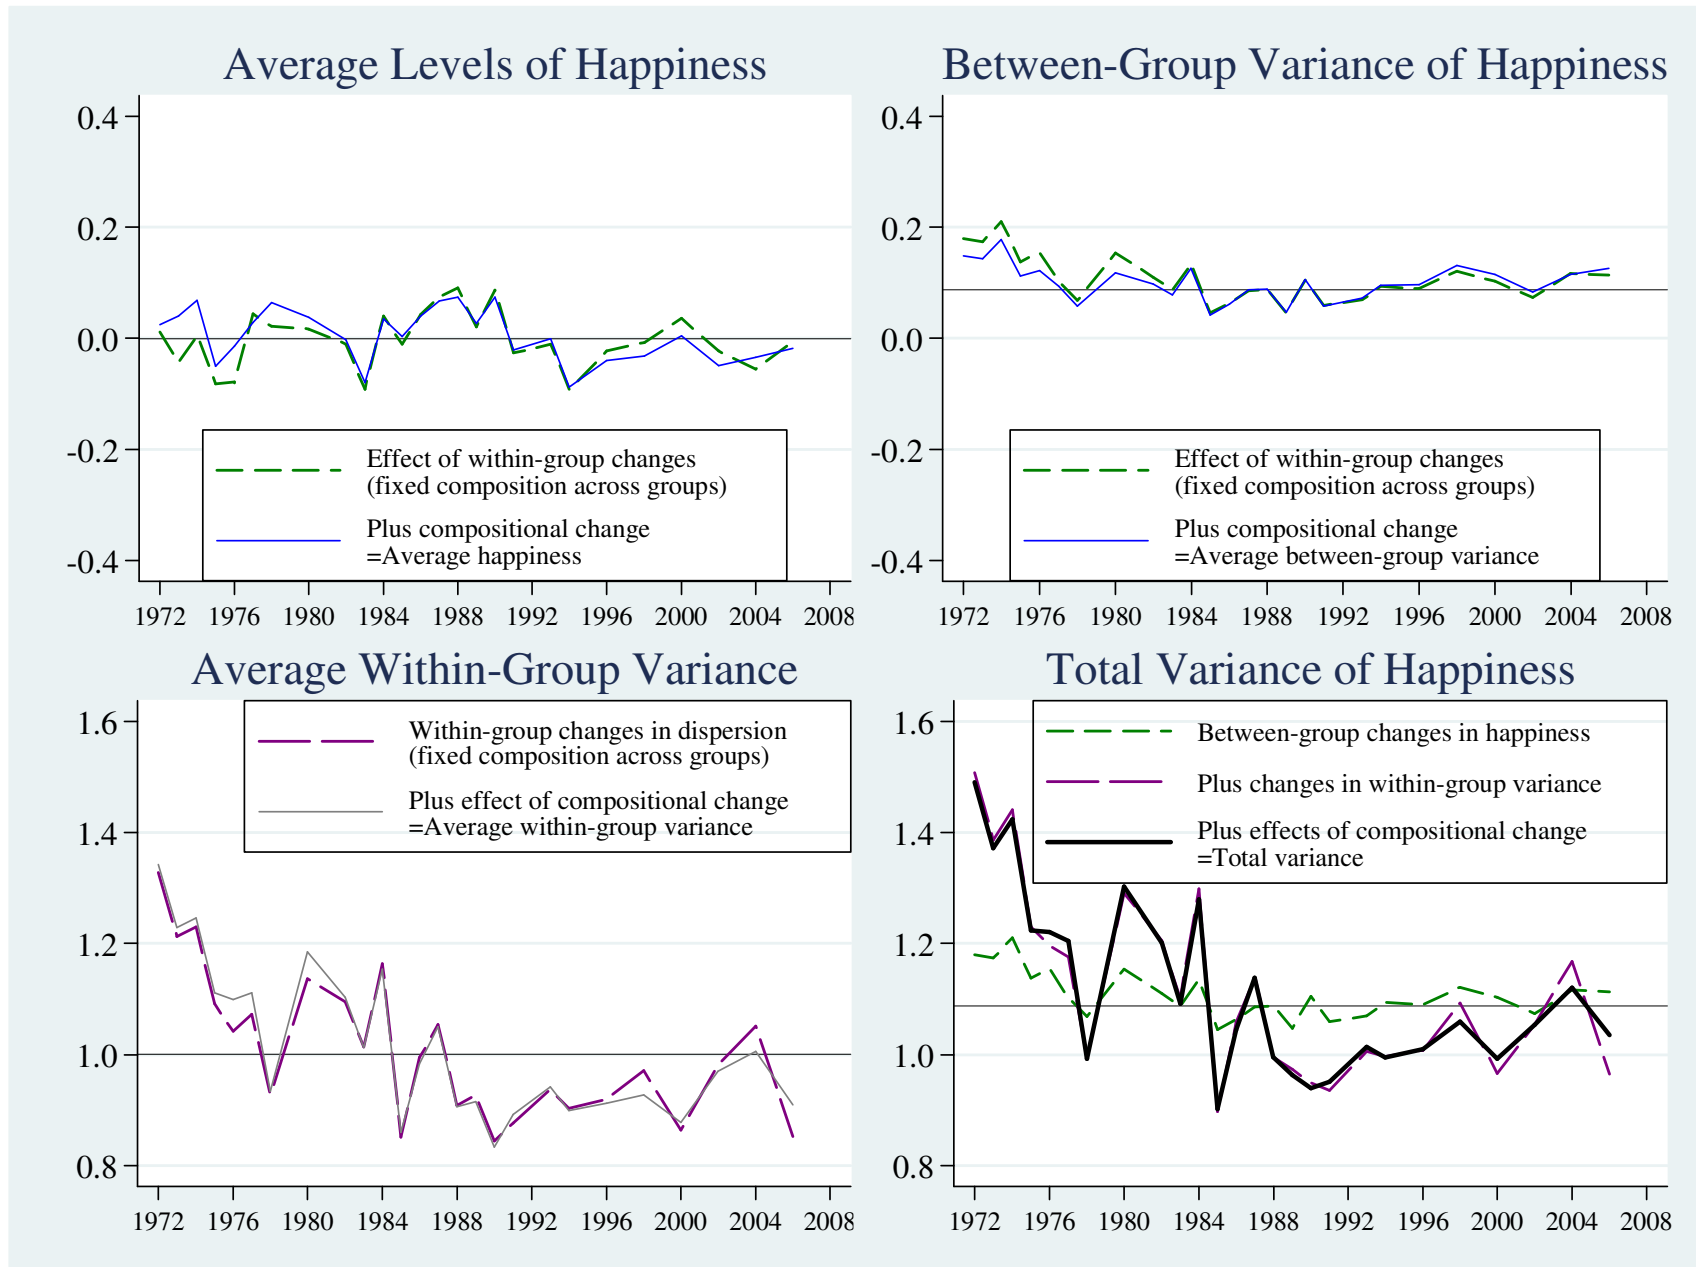 Average Levels of Happiness
0.4
0.2
0.0
-0.2
-0.4
Effect of within-group changes
(fixed composition across groups)
Plus compositional change
=Average happiness
1972 1976 1980 1984 1988 1992 1996 2000 2004 2008
Between-Group Variance of Happiness
0.4
0.2
0.0
-0.2
-0.4
Effect of within-group changes
(fixed composition across groups)
Plus compositional change
=Average between-group variance
1972 1976 1980 1984 1988 1992 1996 2000 2004 2008
Average Within-Group Variance
1.6
1.4
1.2
1.0
0.8
Within-group changes in dispersion
(fixed composition across groups)
Plus effect of compositional change
=Average within-group variance
1972 1976 1980 1984 1988 1992 1996 2000 2004 2008
Total Variance of Happiness
1.6
1.4
1.2
1.0
0.8
Between-group changes in happiness
Plus changes in within-group variance
Plus effects of compositional change
=Total variance
1972 1976 1980 1984 1988 1992 1996 2000 2004 2008